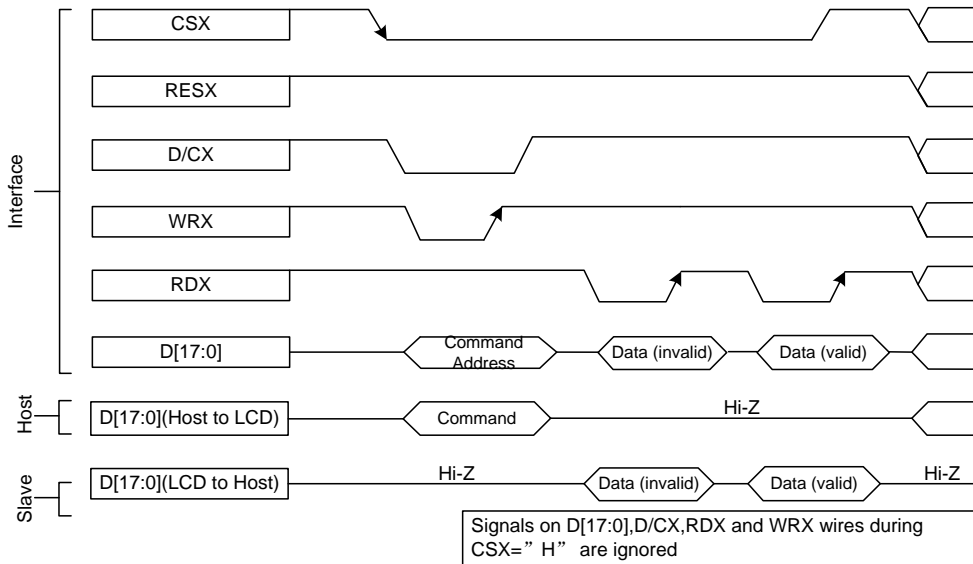 CSX
RESX
D/CX
WRX
RDX
Interface
D[17:0]
Command
Address
Data (invalid)
Data (valid)
Host
D[17:0](Host to LCD)
Command
Hi-Z
Slave
D[17:0](LCD to Host)
Hi-Z
Data (invalid)
Data (valid)
Hi-Z
Signals on D[17:0],D/CX,RDX and WRX wires during
CSX=”H” are ignored